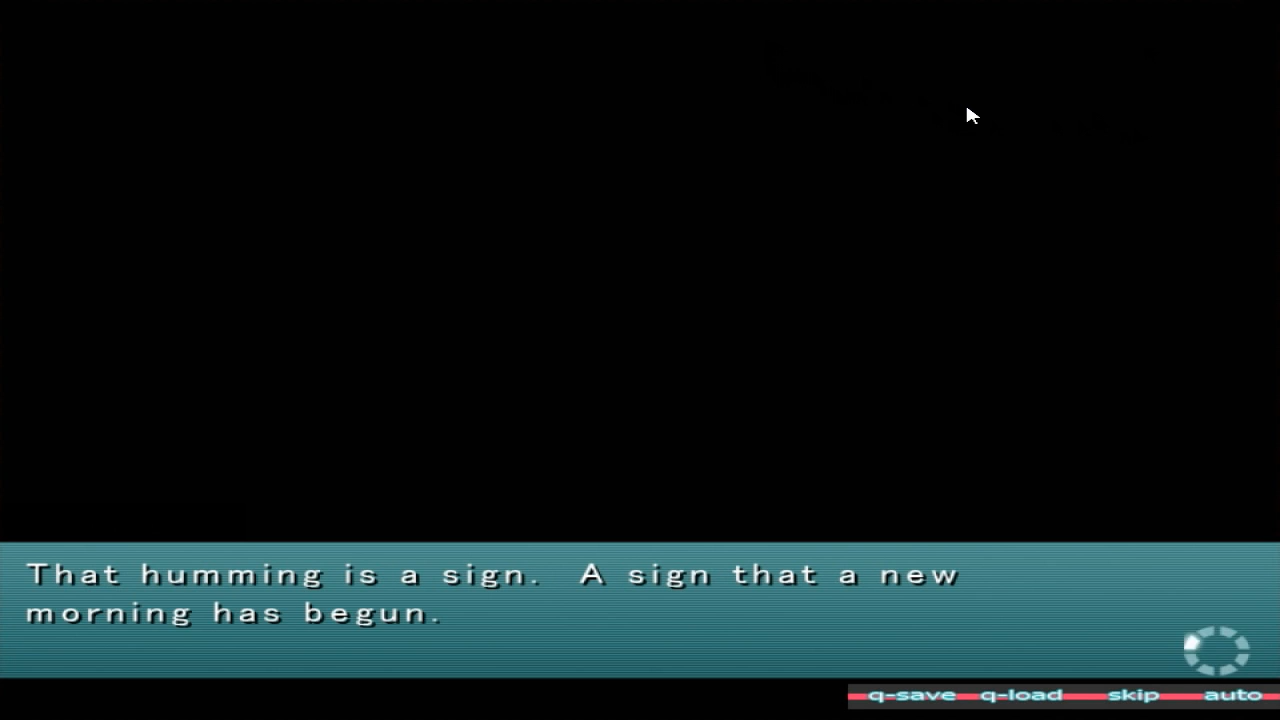 That humming is a sign.  A sign that a new
morning has begun.
q-save q-load skip auto